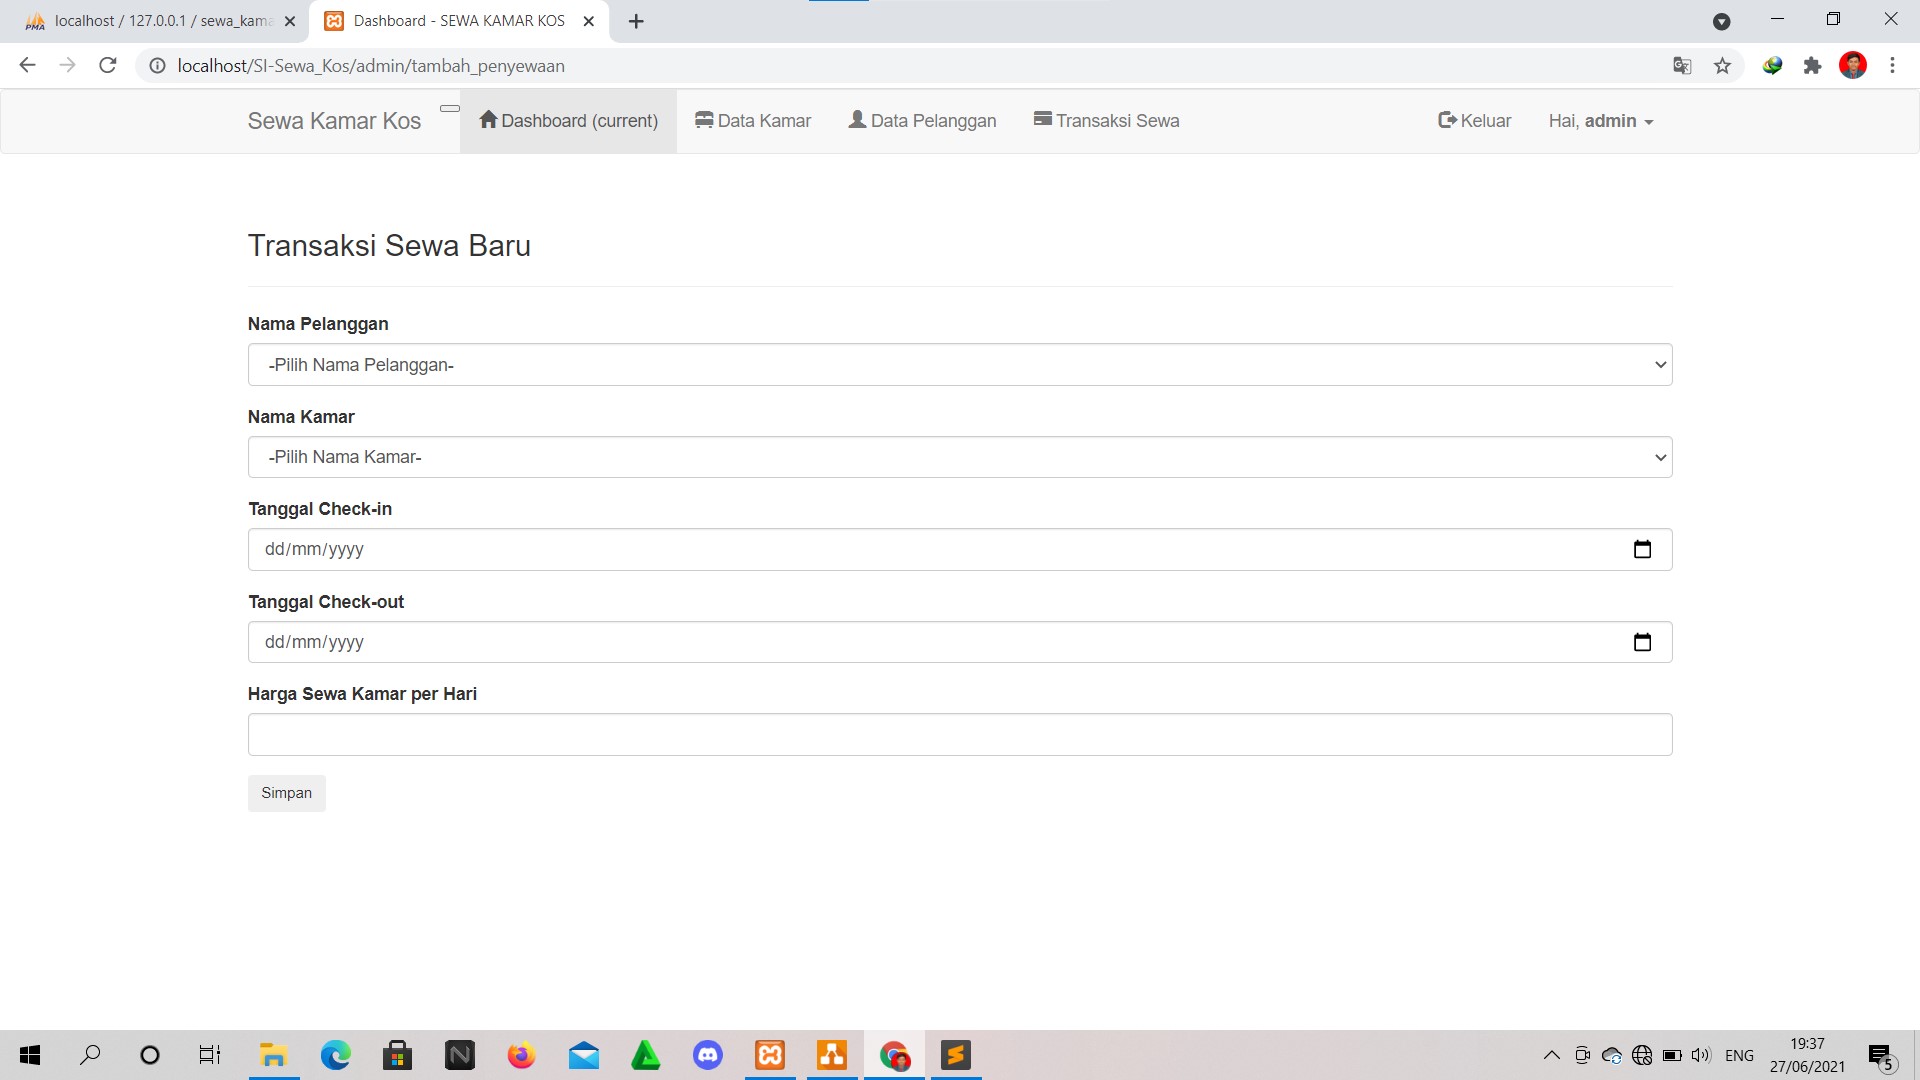 localhost / 127.0.0.1 / sewa_kama
Dashboard - SEWA KAMAR KOS
localhost/SI-Sewa_Kos/admin/tambah_penyewaan
Sewa Kamar Kos
Dashboard (current)
Data Kamar
Data Pelanggan
Transaksi Sewa
Keluar
Hai, admin
Transaksi Sewa Baru
Nama Pelanggan
-Pilih Nama Pelanggan-
Nama Kamar
-Pilih Nama Kamar-
Tanggal Check-in
dd/mm/yyyy
Tanggal Check-out
dd/mm/yyyy
Harga Sewa Kamar per Hari
Simpan
ENG
19:37
27/06/2021
5